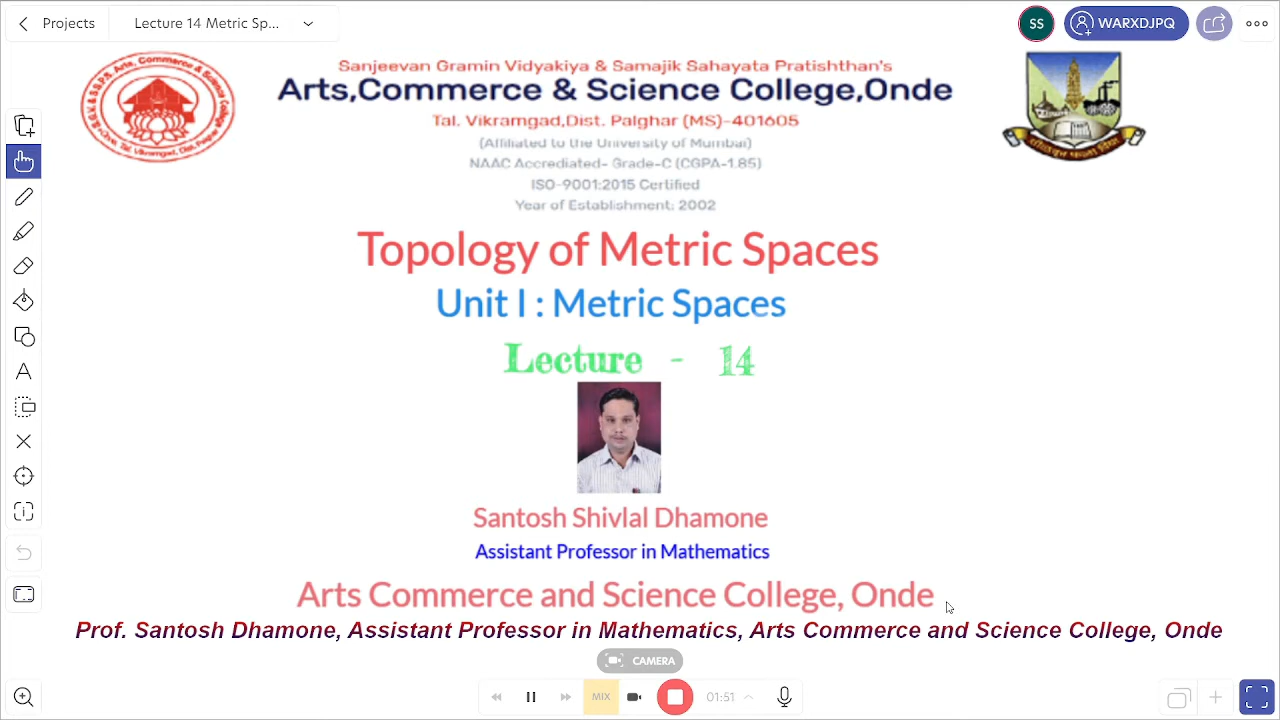 Projects
Lecture 14 Metric Sp...
SS
WARXDJPQ
Sanjeevan Gramin Vidyakiya & Samajik Sahayata Pratishthan's
Arts,Commerce & Science College,Onde
Tal. Vikramgad,Dist. Palghar (MS)-401605
(Affiliated to the University of Mumbai)
NAAC Accredited- Grade-C (CGPA-1.85)
ISO-9001:2015 Certified
Year of Establishment: 2002
Topology of Metric Spaces
Unit I : Metric Spaces
Lecture - 14
Santosh Shivlal Dhamone
Assistant Professor in Mathematics
Arts Commerce and Science College, Onde
Prof. Santosh Dhamone, Assistant Professor in Mathematics, Arts Commerce and Science College, Onde
CAMERA
MIX
01:51